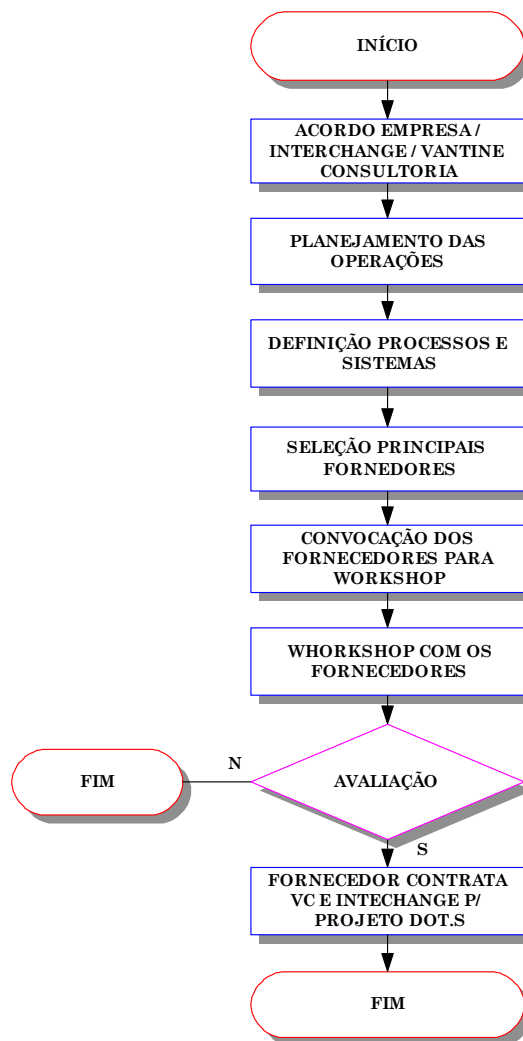 INÍCIO
ACORDO EMPRESA /
INTERCHANGE / VANTINE
CONSULTORIA
PLANEJAMENTO DAS
OPERAÇÕES
DEFINIÇÃO PROCESSOS E
SISTEMAS
SELEÇÃO PRINCIPAIS
FORNEDORES
CONVOCAÇÃO DOS
FORNECEDORES PARA
WORKSHOP
WHORKSHOP COM OS
FORNECEDORES
FIM
N
AVALIAÇÃO
S
FORNECEDOR CONTRATA
VC E INTECHANGE P/
PROJETO DOT.S
FIM